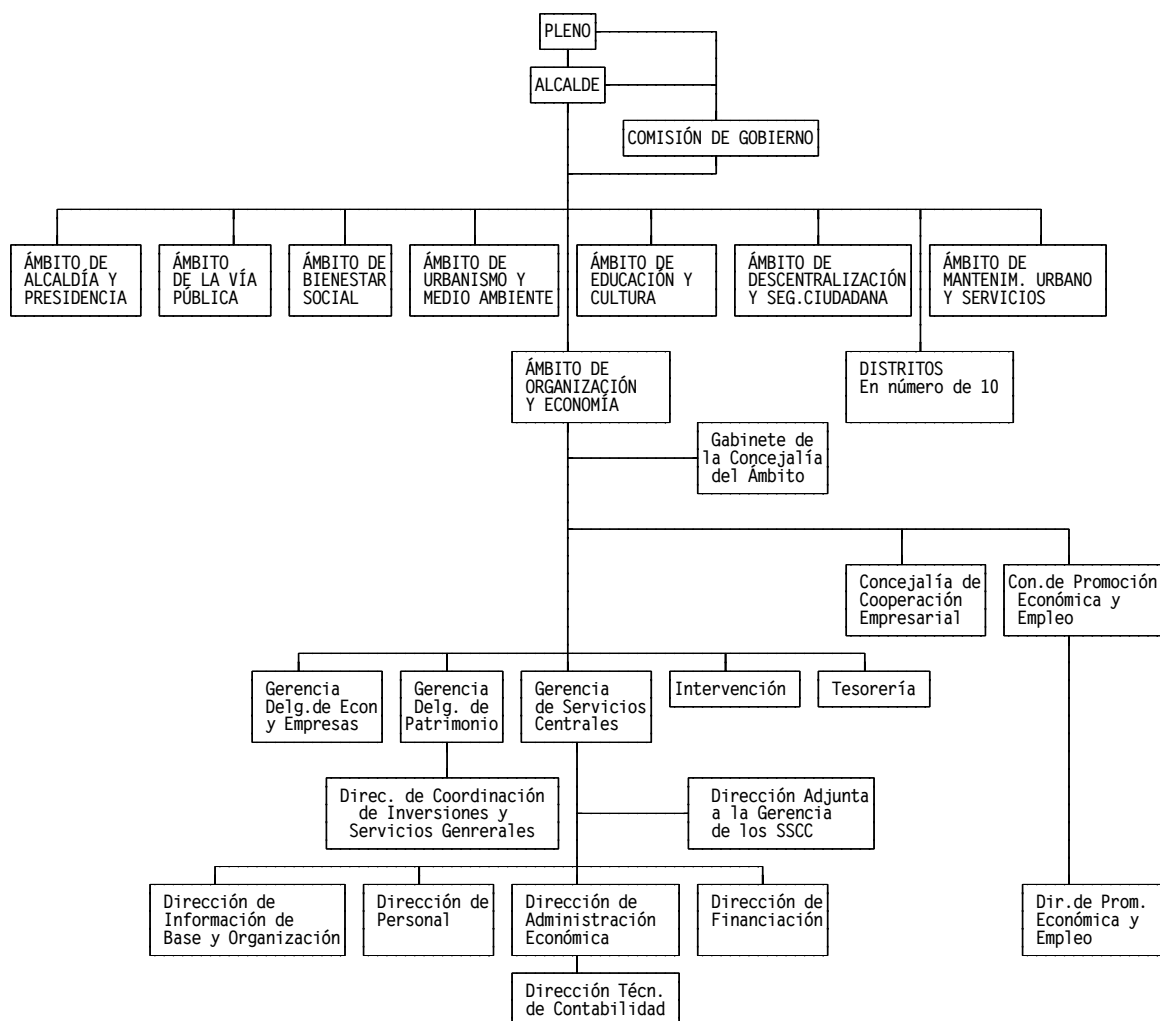 PLENO
ALCALDE
COMISIÓN DE GOBIERNO
ÁMBITO DE
ALCALDÍA Y
PRESIDENCIA
ÁMBITO
DE LA VÍA
PÚBLICA
ÁMBITO DE
BIENESTAR
SOCIAL
ÁMBITO DE
URBANISMO Y
MEDIO AMBIENTE
ÁMBITO DE
EDUCACIÓN Y
CULTURA
ÁMBITO DE
DESCENTRALIZACIÓN
Y SEG.CIUDADANA
ÁMBITO DE
MANTENIM. URBANO
Y SERVICIOS
ÁMBITO DE
ORGANIZACIÓN
Y ECONOMÍA
DISTRITOS
En número de 10
Gabinete de
la Concejalía
del Ámbito
Concejalía de
Cooperación
Empresarial
Con.de Promoción
Económica y
Empleo
Gerencia
Delg.de Econ
y Empresas
Gerencia
Delg. de
Patrimonio
Gerencia
de Servicios
Centrales
Intervención
Tesorería
Direc. de Coordinación
de Inversiones y
Servicios Genrerales
Dirección Adjunta
a la Gerencia
de los SSCC
Dirección de
Información de
Base y Organización
Dirección de
Personal
Dirección de
Administración
Económica
Dirección de
Financiación
Dir.de Prom.
Económica y
Empleo
Dirección Técn.
de Contabilidad